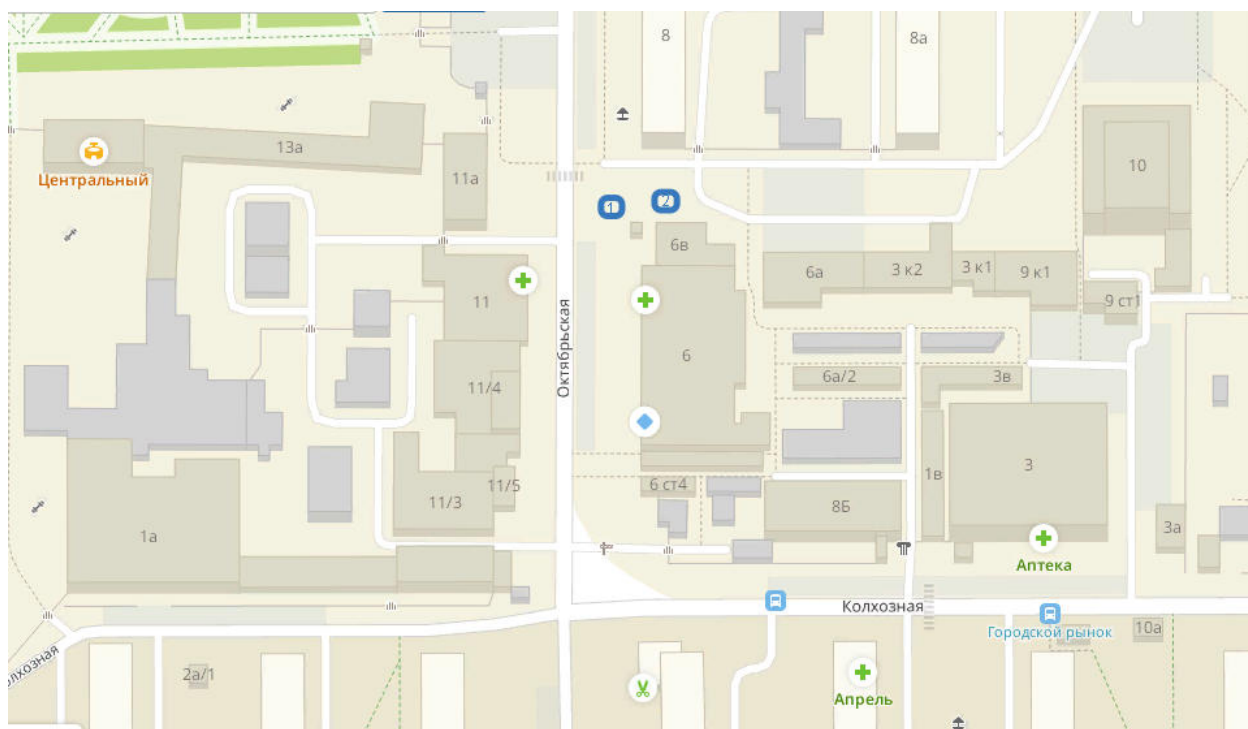 8
8а
13а
Центральный
11а
10
1
2
6в
6а
3 к2
3 к1
9 к1
9 ст1
11
Октябрьская
6
11/4
6а/2
3в
1в
3
11/3
11/5
6 ст4
8Б
3а
1а
Аптека
Колхозная
Городской рынок
10а
олхозная
2а/1
Апрель